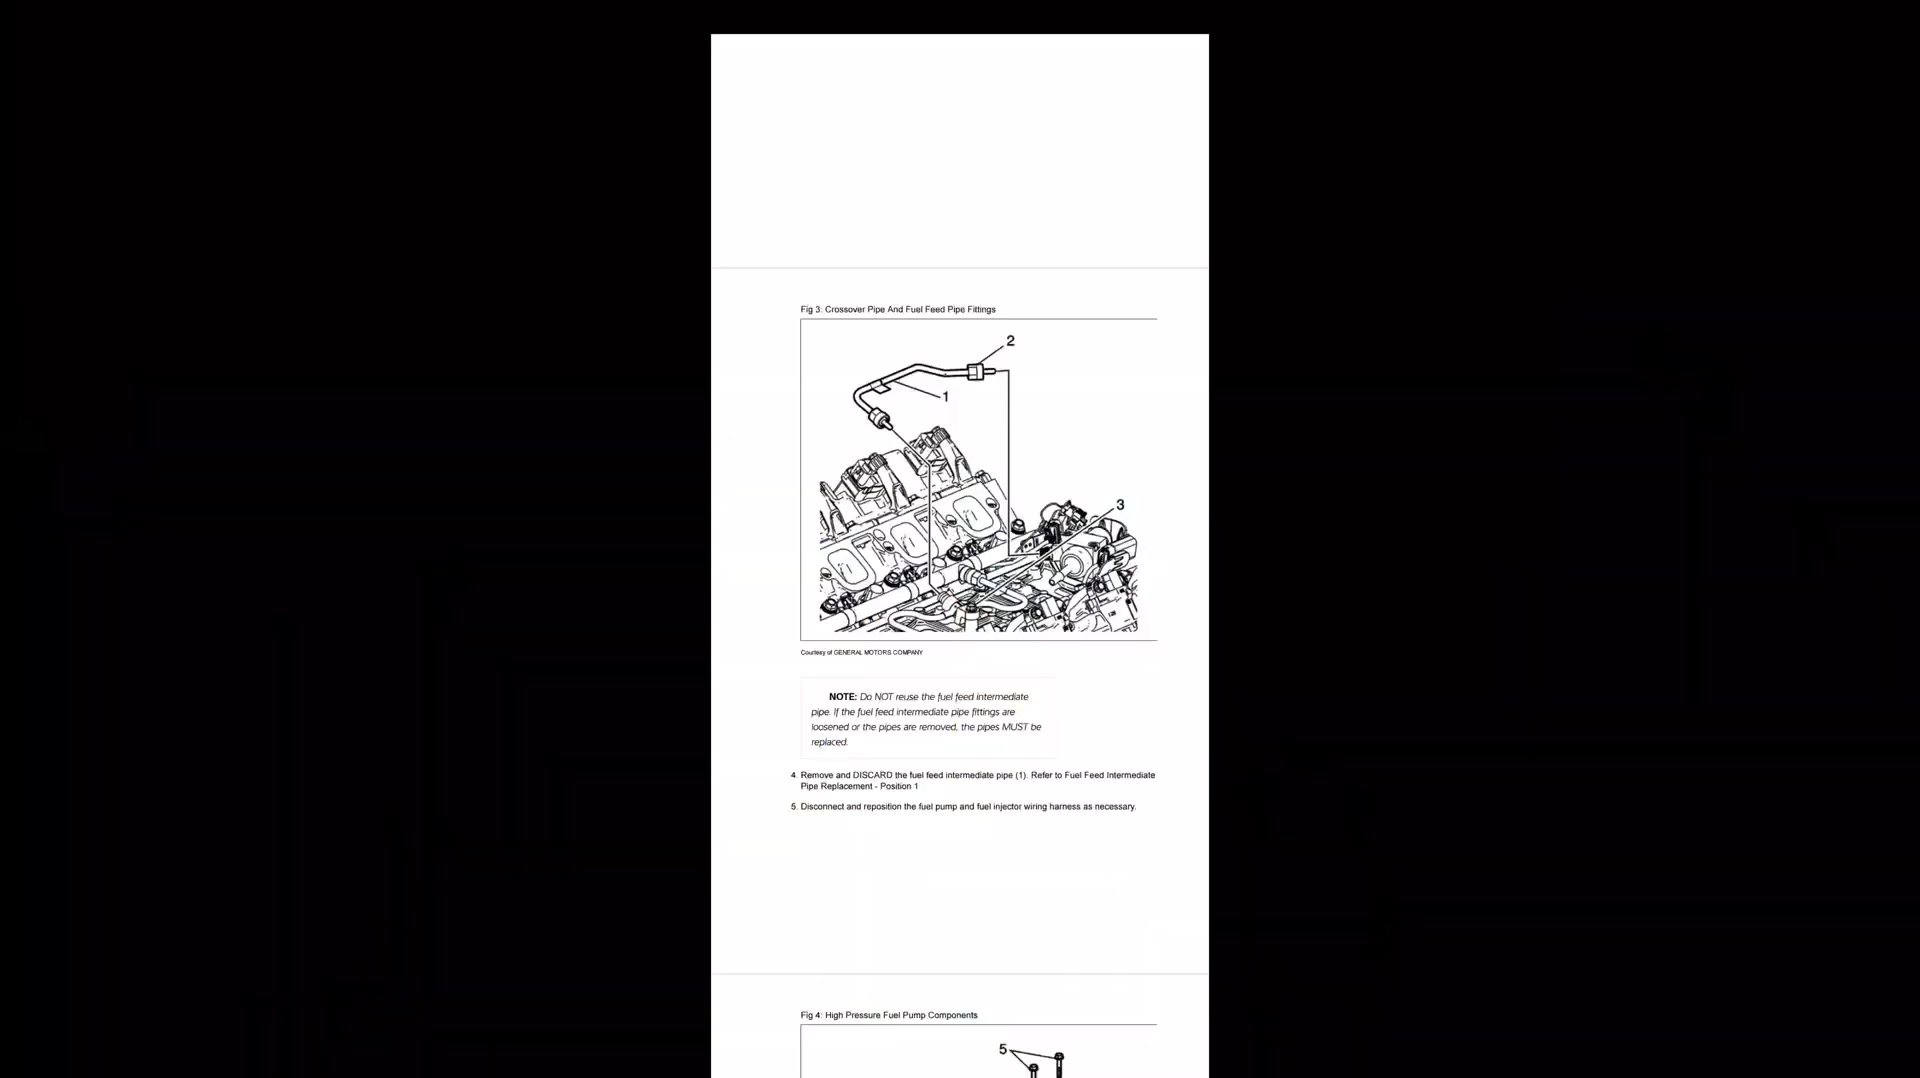 Fig 3: Crossover Pipe And Fuel Feed Pipe Fittings
2
1
3
Courtesy of GENERAL MOTORS COMPANY
NOTE: Do NOT reuse the fuel feed intermediate
pipe. If the fuel feed intermediate pipe fittings are
loosened or the pipes are removed, the pipes MUST be
replaced.
4. Remove and DISCARD the fuel feed intermediate pipe (1). Refer to Fuel Feed Intermediate
Pipe Replacement - Position 1
5. Disconnect and reposition the fuel pump and fuel injector wiring harness as necessary.
Fig 4: High Pressure Fuel Pump Components
5